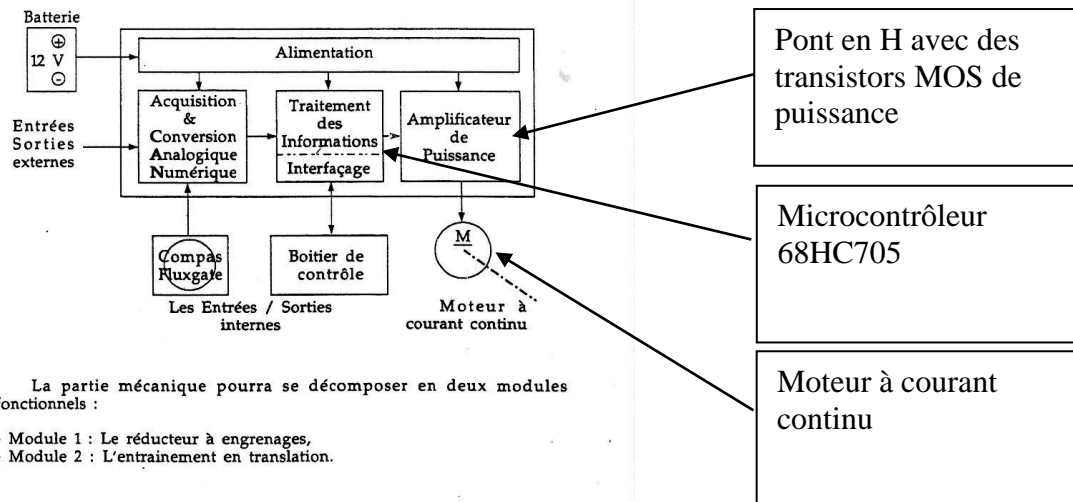 Batterie
12 V
Alimentation
Acquisition
&
Conversion
Analogique
Numérique
Traitement
des
Informations
Interfaçage
Amplificateur
de
Puissance
Entrées
Sorties
externes
Compas
Fluxgate
Boitier de
contrôle
M
Les Entrées / Sorties
internes
Moteur à
courant continu
Pont en H avec des
transistors MOS de
puissance
Microcontrôleur
68HC705
Moteur à courant
continu
La partie mécanique pourra se décomposer en deux modules
fonctionnels :
Module 1 : Le réducteur à engrenages,
Module 2 : L'entrainement en translation.